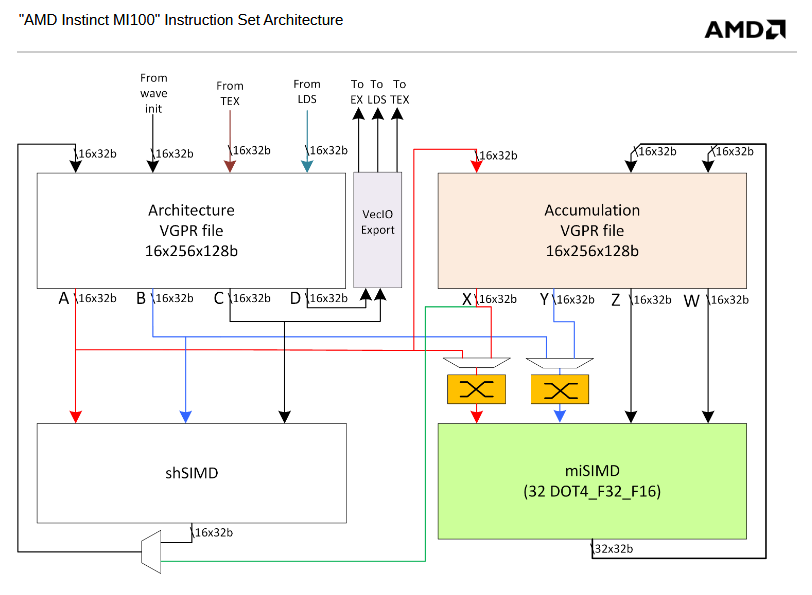 "AMD Instinct MI100" Instruction Set Architecture
AMD
From
wave
init
From
TEX
From
LDS
To To To
EX LDS TEX
16x32b
16x32b
16x32b
16x32b
16x32b
16x32b
16x32b
Architecture
VGPR file
16x256x128b
VecIO
Export
Accumulation
VGPR file
16x256x128b
A 16x32b
B 16x32b
C 16x32b
D 16x32b
X 16x32b
Y 16x32b
Z 16x32b
W 16x32b
shSIMD
miSIMD
(32 DOT4_F32_F16)
16x32b
32x32b